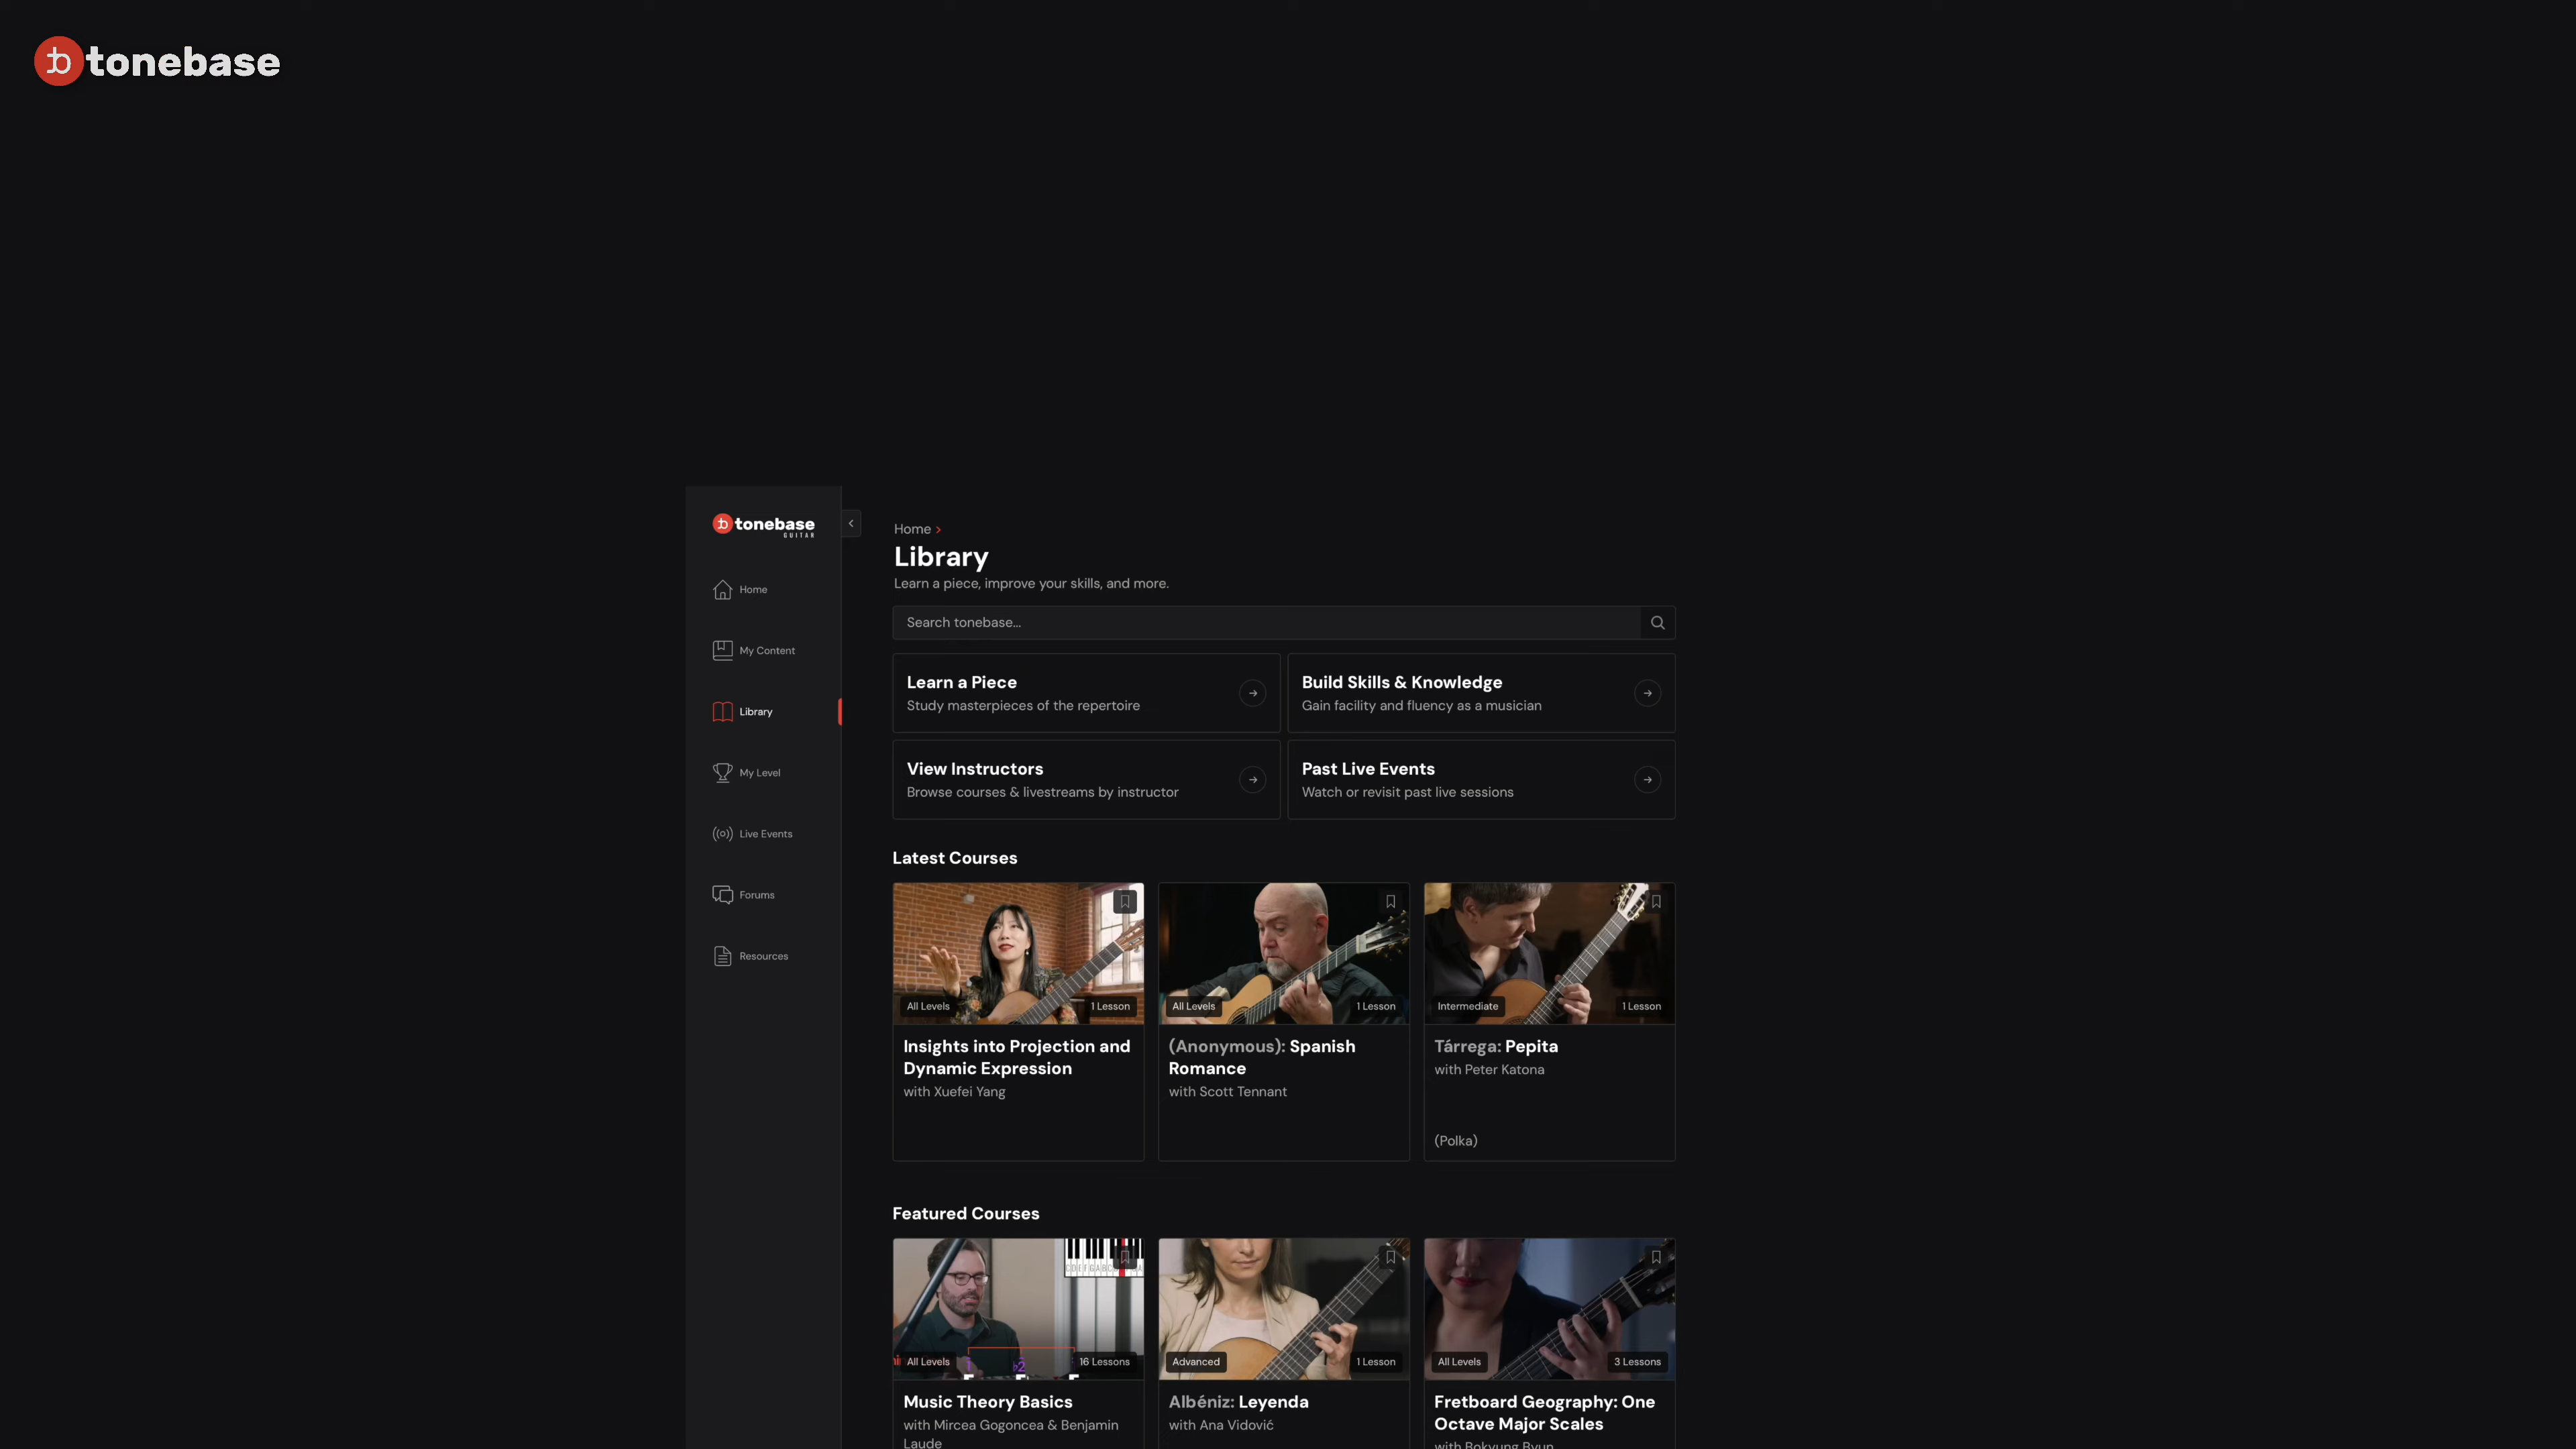 tonebase
tonebase
GUITAR
Home
My Content
Library
My Level
Live Events
Forums
Resources
Home >
Library
Learn a piece, improve your skills, and more.
Search tonebase...
Learn a Piece
Study masterpieces of the repertoire
Build Skills & Knowledge
Gain facility and fluency as a musician
View Instructors
Browse courses & livestreams by instructor
Past Live Events
Watch or revisit past live sessions
Latest Courses
All Levels
1 Lesson
Insights into Projection and
Dynamic Expression
with Xuefei Yang
All Levels
1 Lesson
(Anonymous): Spanish
Romance
with Scott Tennant
Intermediate
1 Lesson
Tárrega: Pepita
with Peter Katona
(Polka)
Featured Courses
All Levels
1
♭2
16 Lessons
Music Theory Basics
with Mircea Gogoncea & Benjamin
Laude
Advanced
1 Lesson
Albéniz: Leyenda
with Ana Vidović
All Levels
3 Lessons
Fretboard Geography: One
Octave Major Scales
with Bokyung Byun